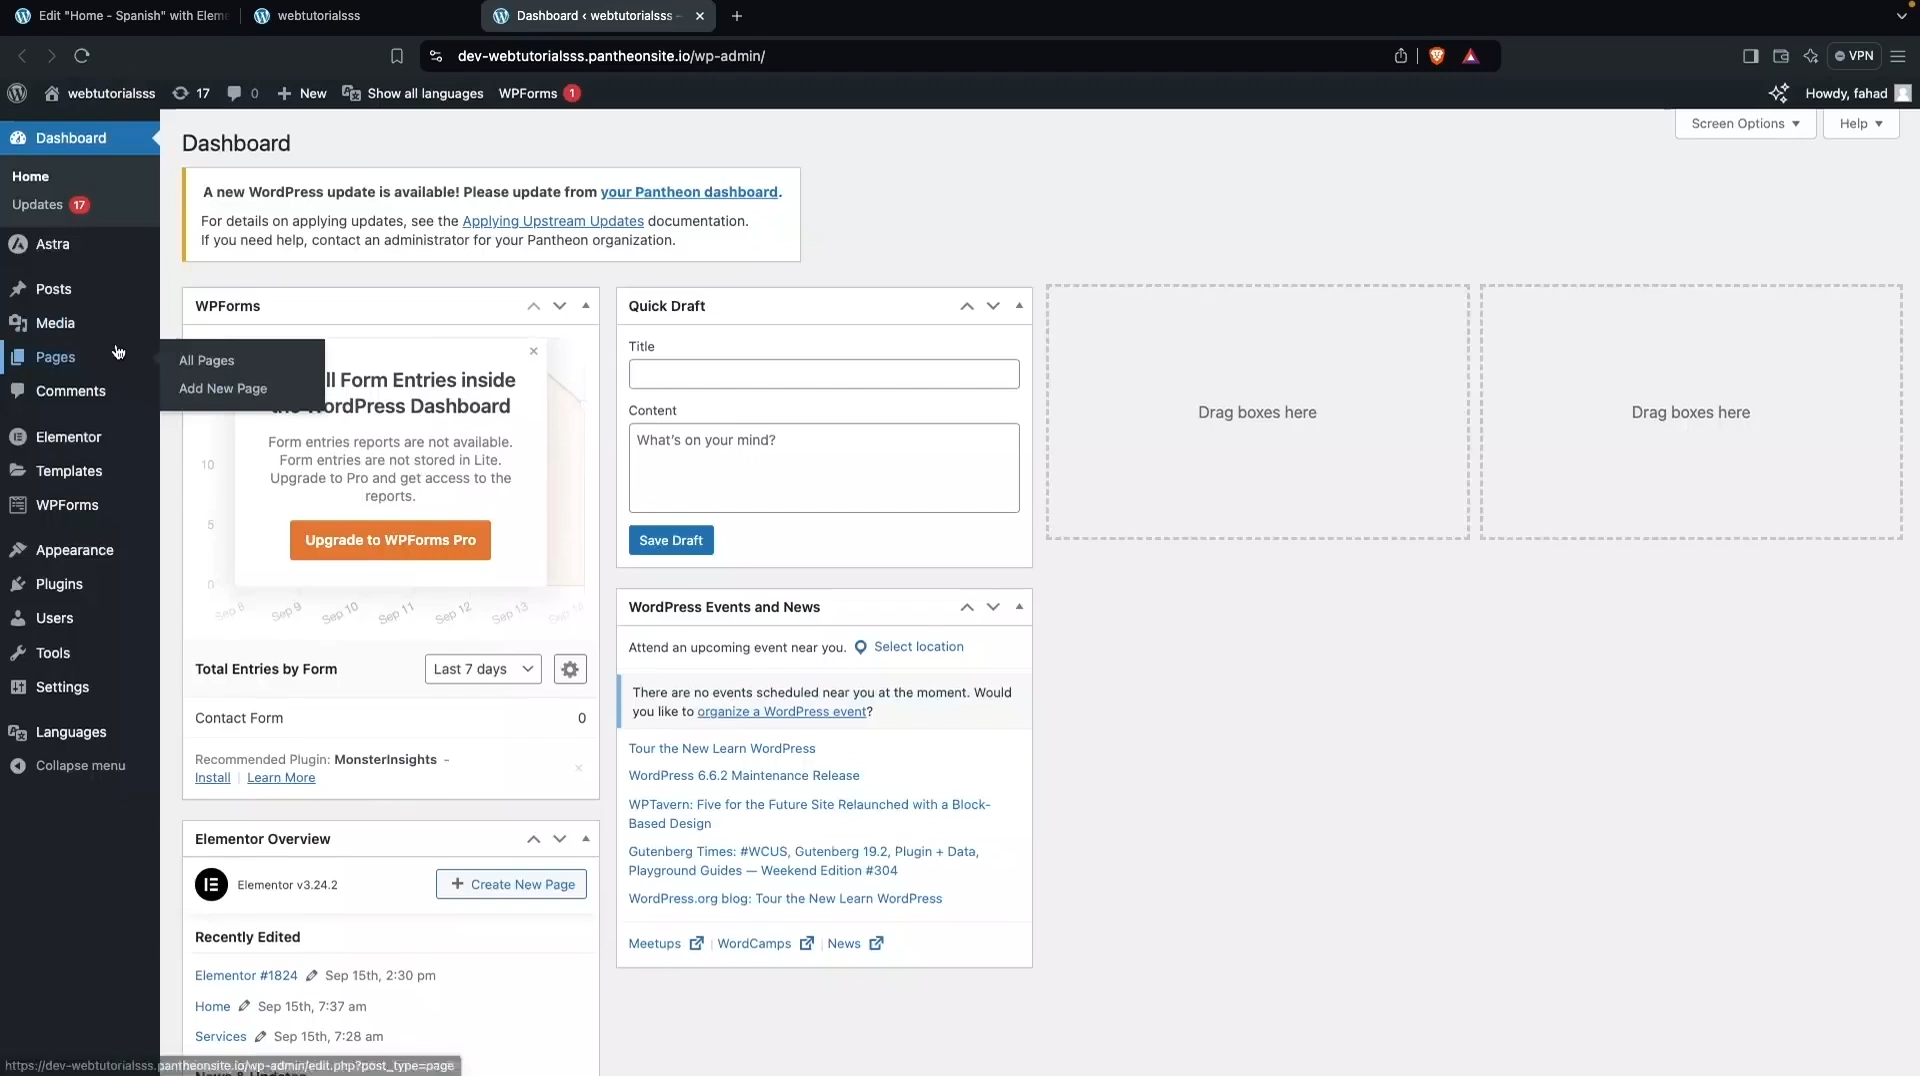 Edit "Home - Spanish" with Eleme
webtutorialsss
Dashboard ‹ webtutorialsss –
dev-webtutorialsss.pantheonsite.io/wp-admin/
VPN
webtutorialsss
17
0
New
Show all languages
WPForms 1
Howdy, fahad
Dashboard
Home
Updates 17
Astra
Posts
Media
Pages
Comments
Elementor
Templates
WPForms
Appearance
Plugins
Users
Tools
Settings
Languages
Collapse menu
All Pages
Add New Page
Dashboard
Screen Options
Help
A new WordPress update is available! Please update from your Pantheon dashboard.
For details on applying updates, see the Applying Upstream Updates documentation.
If you need help, contact an administrator for your Pantheon organization.
WPForms
ll Form Entries inside
the WordPress Dashboard
Form entries reports are not available.
Form entries are not stored in Lite.
Upgrade to Pro and get access to the
reports.
Upgrade to WPForms Pro
10
5
0
Sep 8
Sep 9
Sep 10
Sep 11
Sep 12
Sep 13
Sep 14
Total Entries by Form
Last 7 days
Contact Form
0
Recommended Plugin: MonsterInsights -
Install | Learn More
Elementor Overview
Elementor v3.24.2
Create New Page
Recently Edited
Elementor #1824 Sep 15th, 2:30 pm
Home Sep 15th, 7:37 am
Services Sep 15th, 7:28 am
Quick Draft
Title
Content
What's on your mind?
Save Draft
WordPress Events and News
Attend an upcoming event near you. Select location
There are no events scheduled near you at the moment. Would
you like to organize a WordPress event?
Tour the New Learn WordPress
WordPress 6.6.2 Maintenance Release
WPTavern: Five for the Future Site Relaunched with a Block-
Based Design
Gutenberg Times: #WCUS, Gutenberg 19.2, Plugin + Data,
Playground Guides — Weekend Edition #304
WordPress.org blog: Tour the New Learn WordPress
Meetups | WordCamps | News
Drag boxes here
Drag boxes here
https://dev-webtutorialsss.pantheonsite.io/wp-admin/edit.php?post_type=page